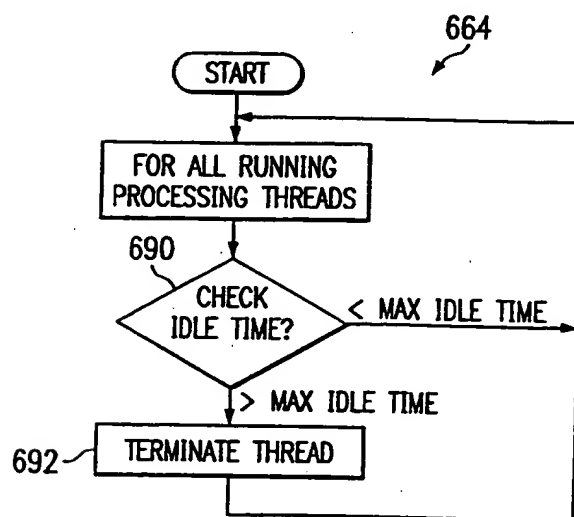 664
START
FOR ALL RUNNING
PROCESSING THREADS
690
CHECK
IDLE TIME?
< MAX IDLE TIME
> MAX IDLE TIME
692
TERMINATE THREAD